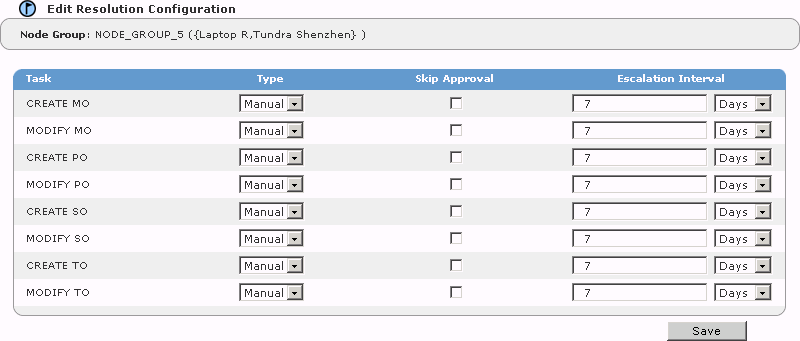 Edit Resolution Configuration
Node Group: NODE_GROUP_5 ({Laptop R,Tundra Shenzhen} )
Task Type Skip Approval Escalation Interval
CREATE MO Manual 7 Days
MODIFY MO Manual 7 Days
CREATE PO Manual 7 Days
MODIFY PO Manual 7 Days
CREATE SO Manual 7 Days
MODIFY SO Manual 7 Days
CREATE TO Manual 7 Days
MODIFY TO Manual 7 Days
Save